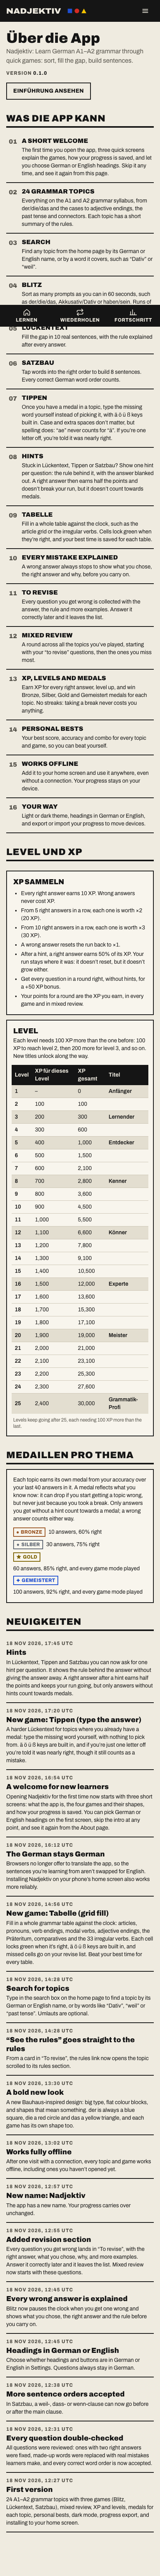 NADJEKTIV
Über die App
Nadjektiv: Learn German A1–A2 grammar through
quick games: sort, fill the gap, build sentences.
VERSION 0.1.0
EINFÜHRUNG ANSEHEN
WAS DIE APP KANN
01 A SHORT WELCOME
The first time you open the app, three quick screens
explain the games, how your progress is saved, and let
you choose German or English headings. Skip it any
time, and see it again from this page.
02 24 GRAMMAR TOPICS
Everything in the A1 and A2 grammar syllabus, from
der/die/das and the cases to adjective endings, the
past tense and connectors. Each topic has a short
summary of the rules.
03 SEARCH
Find any topic from the home page by its German or
English name, or by a word it covers, such as "Dativ" or
"weil".
04 BLITZ
Sort as many prompts as you can in 60 seconds, such
as der/die/das, Akkusativ/Dativ or haben/sein. Runs of
LERNEN
WIEDERHOLEN
FORTSCHRITT
05 LÜCKENTEXT
Fill the gap in 10 real sentences, with the rule explained
after every answer.
06 SATZBAU
Tap words into the right order to build 8 sentences.
Every correct German word order counts.
07 TIPPEN
Once you have a medal in a topic, type the missing
word yourself instead of picking it, with ä ö ü ß keys
built in. Capital letters don't matter, but
spelling does: "ae" never counts for "ä". If you're one
letter off, you're told it was nearly right.
08 HINTS
Stuck in Lückentext, Tippen or Satzbau? Show one hint
per question: the rule behind it, with the answer blanked
out. A right answer then earns half the points and
doesn't break your run, but it doesn't count towards
medals.
09 TABELLE
Fill in a whole table against the clock, such as the
article grid or the irregular verbs. Cells lock green when
they're right, and your best time is saved for each table.
10 EVERY MISTAKE EXPLAINED
A wrong answer always stops to show what you chose,
the right answer and why, before you carry on.
11 TO REVISE
Every question you get wrong is collected with the
answer, the rule and more examples. Answer it
correctly later and it leaves the list.
12 MIXED REVIEW
A round across all the topics you've played, starting
with your "to revise" questions, then the ones you miss
most.
13 XP, LEVELS AND MEDALS
Earn XP for every right answer, level up, and win
Bronze, Silber, Gold and Gemeistert medals for each
topic. No streaks: taking a break never costs you
anything.
14 PERSONAL BESTS
Your best score, accuracy and combo for every topic
and game, so you can beat yourself.
15 WORKS OFFLINE
Add it to your home screen and use it anywhere, even
without a connection. Your progress stays on your
device.
16 YOUR WAY
Light or dark theme, headings in German or English,
and export or import your progress to move devices.
LEVEL UND XP
XP SAMMELN
• Every right answer earns 10 XP. Wrong answers
never cost XP.
• From 5 right answers in a row, each one is worth ×2
(20 XP).
• From 10 right answers in a row, each one is worth ×3
(30 XP).
• A wrong answer resets the run back to ×1.
• After a hint, a right answer earns 50% of its XP. Your
run stays where it was: it doesn't reset, but it doesn't
grow either.
• Get every question in a round right, without hints, for
a +50 XP bonus.
• Your points for a round are the XP you earn, in every
game and in mixed review.
LEVEL
Each level needs 100 XP more than the one before: 100
XP to reach level 2, then 200 more for level 3, and so on.
New titles unlock along the way.
Level XP für dieses Level XP gesamt Titel
1 – 0 Anfänger
2 100 100
3 200 300 Lernender
4 300 600
5 400 1,000 Entdecker
6 500 1,500
7 600 2,100
8 700 2,800 Kenner
9 800 3,600
10 900 4,500
11 1,000 5,500
12 1,100 6,600 Könner
13 1,200 7,800
14 1,300 9,100
15 1,400 10,500
16 1,500 12,000 Experte
17 1,600 13,600
18 1,700 15,300
19 1,800 17,100
20 1,900 19,000 Meister
21 2,000 21,000
22 2,100 23,100
23 2,200 25,300
24 2,300 27,600
25 2,400 30,000 Grammatik-Profi
Levels keep going after 25, each needing 100 XP more than the
last.
MEDAILLEN PRO THEMA
Each topic earns its own medal from your accuracy over
your last 40 answers in it. A medal reflects how well you
know it now: it can drop if you start getting a topic wrong,
but never just because you took a break. Only answers
you get without a hint count towards a medal; a wrong
answer counts either way.
BRONZE 10 answers, 60% right
SILBER 30 answers, 75% right
GOLD
60 answers, 85% right, and every game mode played
GEMEISTERT
100 answers, 92% right, and every game mode played
NEUIGKEITEN
18 NOV 2026, 17:45 UTC
Hints
In Lückentext, Tippen and Satzbau you can now ask for one
hint per question. It shows the rule behind the answer without
giving the answer away. A right answer after a hint earns half
the points and keeps your run going, but only answers without
hints count towards medals.
18 NOV 2026, 17:20 UTC
New game: Tippen (type the answer)
A harder Lückentext for topics where you already have a
medal: type the missing word yourself, with nothing to pick
from. ä ö ü ß keys are built in, and if you're just one letter off
you're told it was nearly right, though it still counts as a
mistake.
18 NOV 2026, 16:54 UTC
A welcome for new learners
Opening Nadjektiv for the first time now starts with three short
screens: what the app is, the four games and their shapes,
and how your progress is saved. You can pick German or
English headings on the first screen, skip the intro at any
point, and see it again from the About page.
18 NOV 2026, 16:12 UTC
The German stays German
Browsers no longer offer to translate the app, so the
sentences you're learning from aren't swapped for English.
Installing Nadjektiv on your phone's home screen also works
more reliably.
18 NOV 2026, 14:50 UTC
New game: Tabelle (grid fill)
Fill in a whole grammar table against the clock: articles,
pronouns, verb endings, modal verbs, adjective endings, the
genitive, comparisons and the 33 irregular verbs. Each cell
locks green when it's right, ä ö ü ß keys are built in, and
missed cells go on your revise list. Beat your best time for
every table.
18 NOV 2026, 14:28 UTC
Search for topics
Type in the search box on the home page to find a topic by its
German or English name, or by words like "Dativ", "weil" or
"past tense". Umlauts are optional.
18 NOV 2026, 14:28 UTC
"See the rules" goes straight to the
rules
From a card in "To revise", the rules link now opens the topic
scrolled to its rules section.
18 NOV 2026, 13:30 UTC
A bold new look
A new Bauhaus-inspired design: big type, flat colour blocks,
and shapes that mean something. der is always a blue
square, die a red circle and das a yellow triangle, and each
game has its own shape too.
18 NOV 2026, 13:02 UTC
Works fully offline
After one visit with a connection, every topic and game works
offline, including ones you haven't opened yet.
18 NOV 2026, 12:57 UTC
New name: Nadjektiv
The app has a new name. Your progress carries over
unchanged.
18 NOV 2026, 12:55 UTC
Added revision section
Every question you get wrong lands in "To revise", with the
right answer, what you chose, why, and more examples.
Answer it correctly later and it leaves the list. Mixed review
now starts with these questions.
18 NOV 2026, 12:48 UTC
Every wrong answer is explained
Blitz now pauses the clock when you get one wrong and
shows what you chose, the right answer and the rule before
you carry on.
18 NOV 2026, 12:45 UTC
Headings in German or English
Choose whether headings and buttons are in German or
English in Settings. Questions always stay in German.
18 NOV 2026, 12:38 UTC
More sentence orders accepted
In Satzbau, a weil-, dass- or wenn-clause can now go before
or after the main clause.
18 NOV 2026, 12:31 UTC
Every question double-checked
All questions were reviewed: ones with two right answers
were fixed, made-up words were replaced with real mistakes
learners make, and every correct word order is now accepted.
18 NOV 2026, 12:27 UTC
First version
24 A1–A2 grammar topics with three games (Blitz,
Lückentext, Satzbau), mixed review, XP and levels, medals for
each topic, personal bests, dark mode, progress export, and
installing to your home screen.